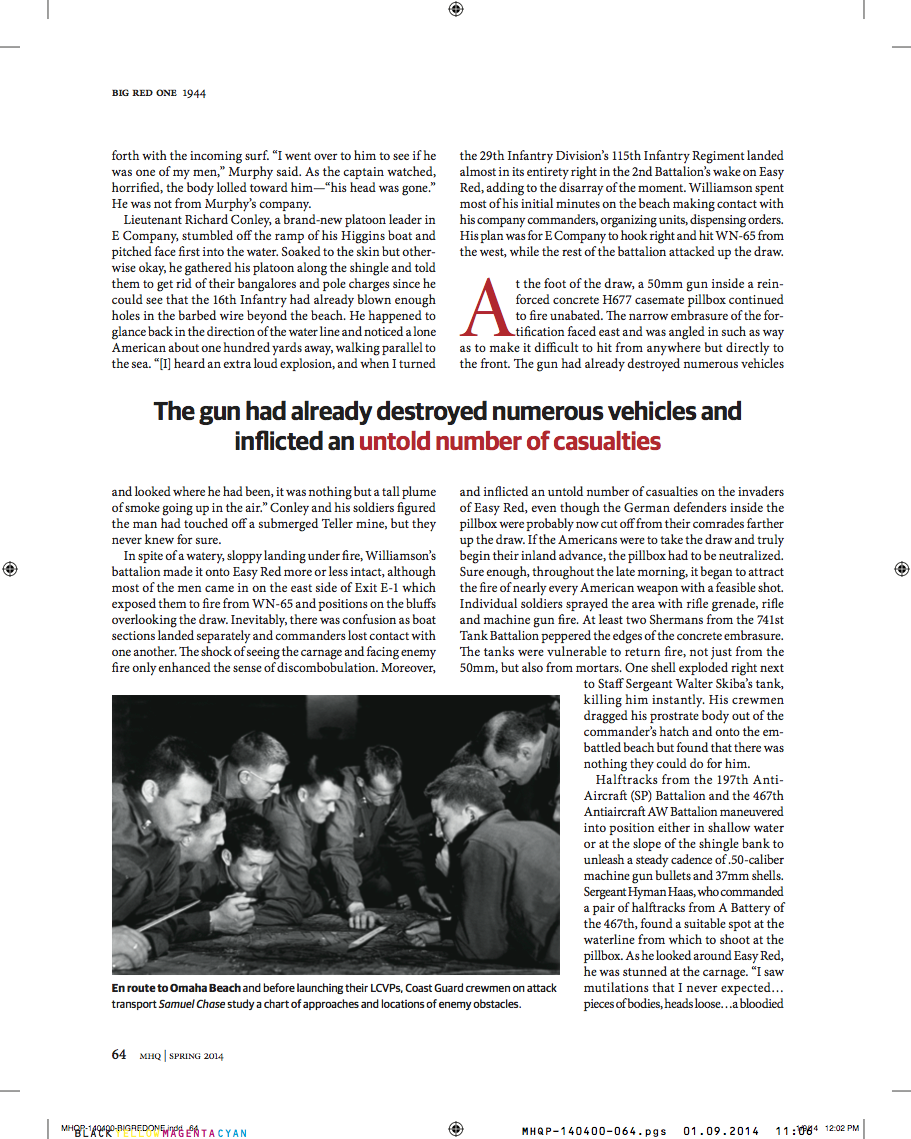 BIG RED ONE 1944
forth with the incoming surf. “I went over to him to see if he
was one of my men,” Murphy said. As the captain watched,
horrified, the body lolled toward him—“his head was gone.”
He was not from Murphy’s company.
Lieutenant Richard Conley, a brand-new platoon leader in
E Company, stumbled off the ramp of his Higgins boat and
pitched face first into the water. Soaked to the skin but other-
wise okay, he gathered his platoon along the shingle and told
them to get rid of their bangalores and pole charges since he
could see that the 16th Infantry had already blown enough
holes in the barbed wire beyond the beach. He happened to
glance back in the direction of the water line and noticed a lone
American about one hundred yards away, walking parallel to
the sea. “[I] heard an extra loud explosion, and when I turned
and looked where he had been, it was nothing but a tall plume
of smoke going up in the air.” Conley and his soldiers figured
the man had touched off a submerged Teller mine, but they
never knew for sure.
In spite of a watery, sloppy landing under fire, Williamson’s
battalion made it onto Easy Red more or less intact, although
most of the men came in on the east side of Exit E-1 which
exposed them to fire from WN-65 and positions on the bluffs
overlooking the draw. Inevitably, there was confusion as boat
sections landed separately and commanders lost contact with
one another. The shock of seeing the carnage and facing enemy
fire only enhanced the sense of discombobulation. Moreover,
the 29th Infantry Division’s 115th Infantry Regiment landed
almost in its entirety right in the 2nd Battalion’s wake on Easy
Red, adding to the disarray of the moment. Williamson spent
most of his initial minutes on the beach making contact with
his company commanders, organizing units, dispensing orders.
His plan was for E Company to hook right and hit WN-65 from
the west, while the rest of the battalion attacked up the draw.
At the foot of the draw, a 50mm gun inside a rein-
forced concrete H677 casemate pillbox continued
to fire unabated. The narrow embrasure of the for-
tification faced east and was angled in such as way
as to make it difficult to hit from anywhere but directly to
the front. The gun had already destroyed numerous vehicles
The gun had already destroyed numerous vehicles and
inflicted an untold number of casualties
and inflicted an untold number of casualties on the invaders
of Easy Red, even though the German defenders inside the
pillbox were probably now cut off from their comrades farther
up the draw. If the Americans were to take the draw and truly
begin their inland advance, the pillbox had to be neutralized.
Sure enough, throughout the late morning, it began to attract
the fire of nearly every American weapon with a feasible shot.
Individual soldiers sprayed the area with rifle grenade, rifle
and machine gun fire. At least two Shermans from the 741st
Tank Battalion peppered the edges of the concrete embrasure.
The tanks were vulnerable to return fire, not just from the
50mm, but also from mortars. One shell exploded right next
to Staff Sergeant Walter Skiba’s tank,
killing him instantly. His crewmen
dragged his prostrate body out of the
commander’s hatch and onto the em-
battled beach but found that there was
nothing they could do for him.
Halftracks from the 197th Anti-
Aircraft (SP) Battalion and the 467th
Antiaircraft AW Battalion maneuvered
into position either in shallow water
or at the slope of the shingle bank to
unleash a steady cadence of .50-caliber
machine gun bullets and 37mm shells.
Sergeant Hyman Haas, who commanded
a pair of halftracks from A Battery of
the 467th, found a suitable spot at the
waterline from which to shoot at the
pillbox. As he looked around Easy Red,
he was stunned at the carnage. “I saw
mutilations that I never expected…
pieces of bodies, heads loose…a bloodied
En route to Omaha Beach and before launching their LCVPs, Coast Guard crewmen on attack
transport Samuel Chase study a chart of approaches and locations of enemy obstacles.
64 MHQ | SPRING 2014
MHQP-140400-BIGREDONE.indd 64
BLACK YELLOW MAGENTA CYAN
MHQP-140400-064.pgs 01.09.2014 11:06
12:02 PM